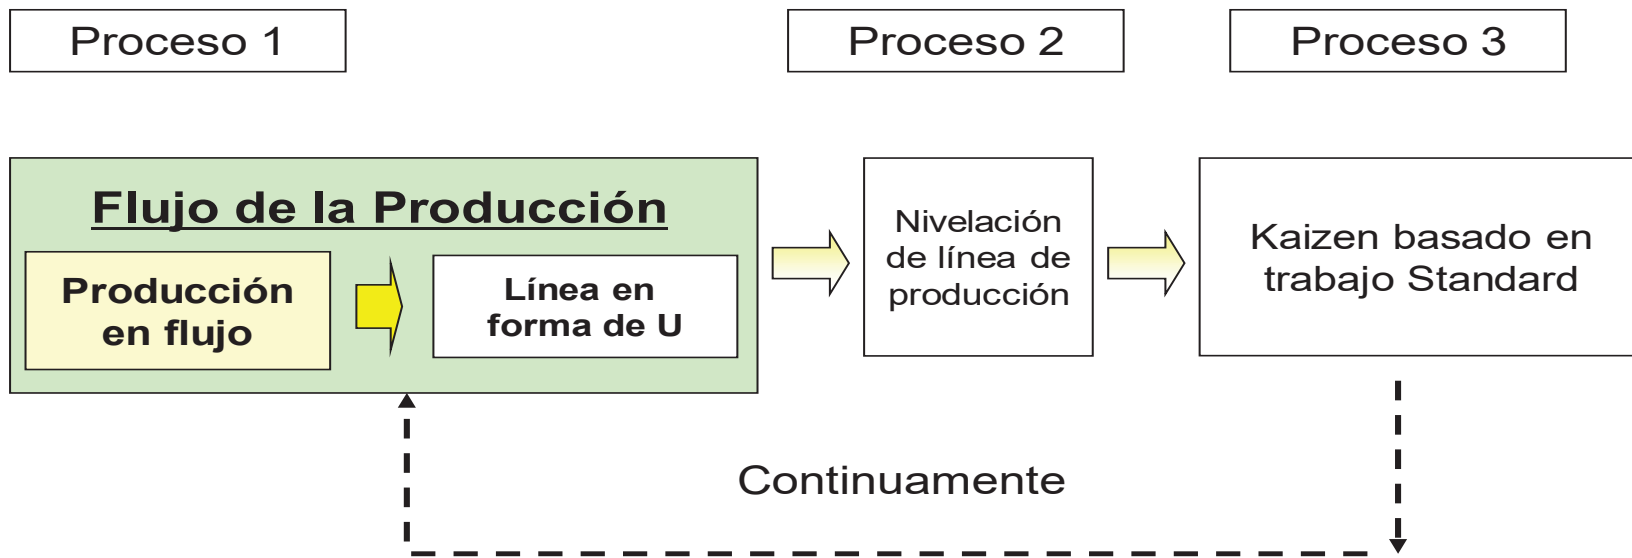 Proceso 1
Proceso 2
Proceso 3
Flujo de la Producción
Producción
en flujo
Línea en
forma de U
Nivelación
de línea de
producción
Kaizen basado en
trabajo Standard
Continuamente